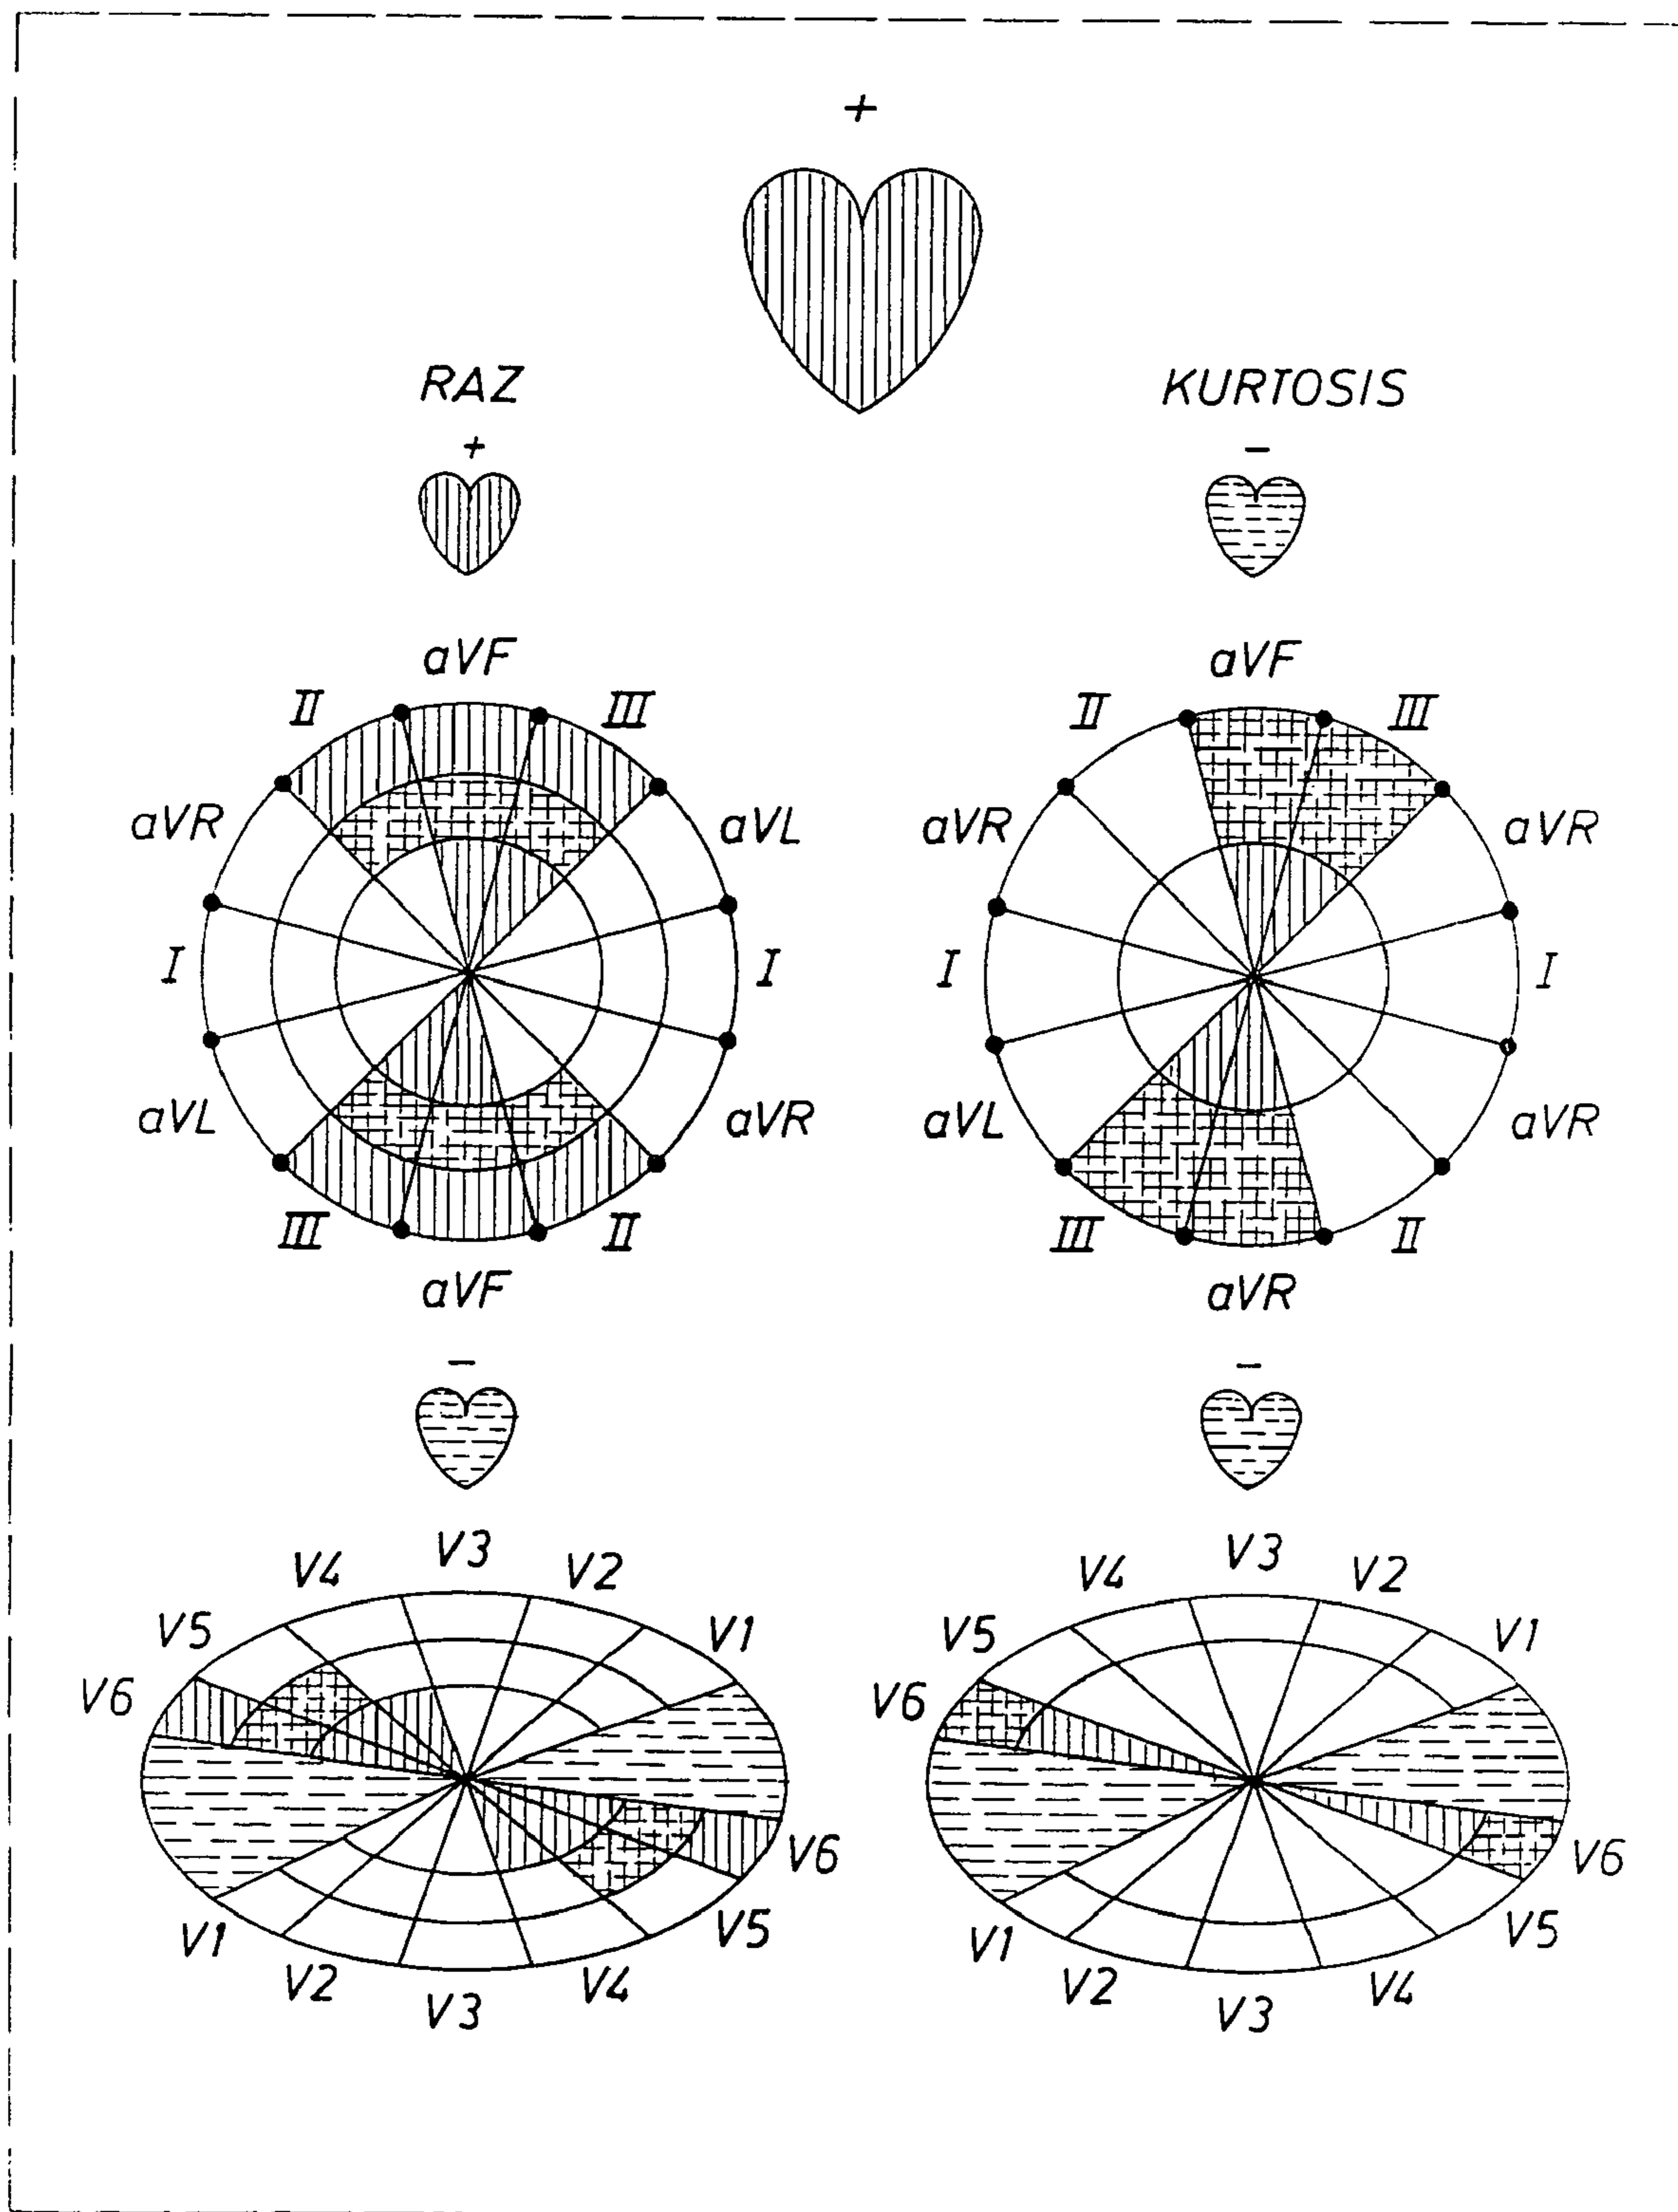 +
RAZ KURTOSIS
+ −
aVF aVF
II III II III
aVR aVL aVR aVR
I I I I
aVL aVR aVL aVR
III II III II
aVF aVR
− −
V3 V3
V4 V2 V4 V2
V5 V1 V5 V1
V6 V6
V6 V6
V1 V5 V1 V5
V2 V4 V2 V4
V3 V3